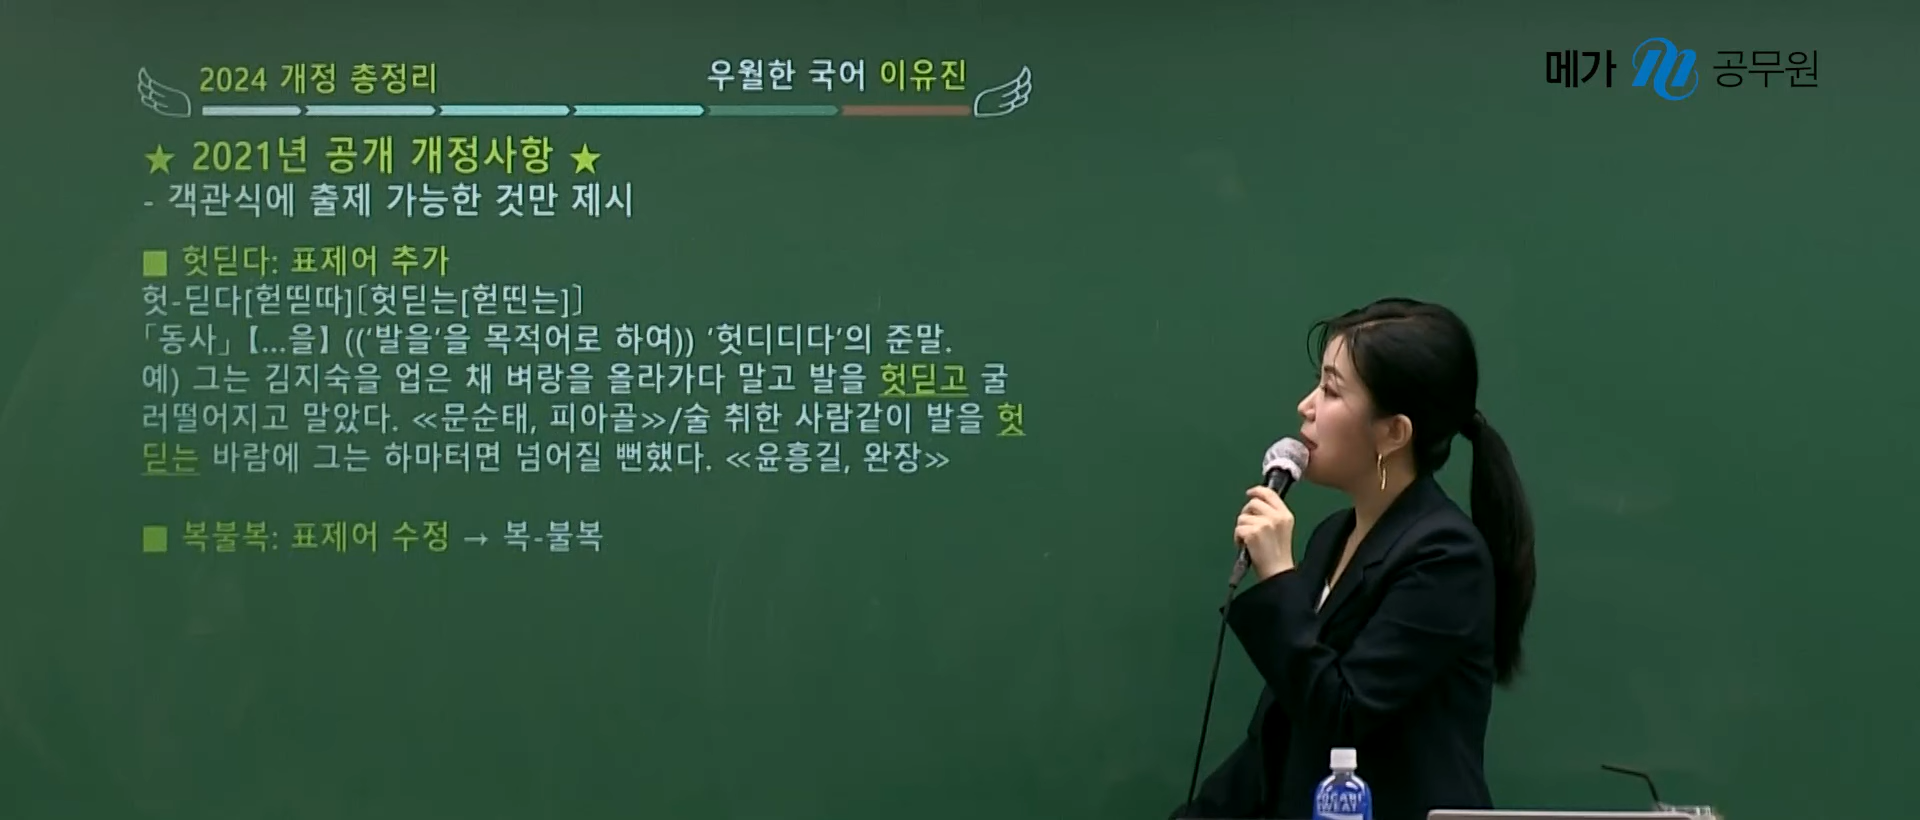 2024 개정 총정리
우월한 국어 이유진
메가 공무원
★ 2021년 공개 개정사항 ★
- 객관식에 출제 가능한 것만 제시
■ 헛딛다: 표제어 추가
헛-딛다[헏띧따]〔헛딛는[헏띤는]〕
「동사」【…을】 ((‘발을’을 목적어로 하여)) ‘헛디디다’의 준말.
예) 그는 김지숙을 업은 채 벼랑을 올라가다 말고 발을 헛딛고 굴
러떨어지고 말았다. ≪문순태, 피아골≫/술 취한 사람같이 발을 헛
딛는 바람에 그는 하마터면 넘어질 뻔했다. ≪윤흥길, 완장≫
■ 복불복: 표제어 수정 → 복-불복
POCARI
SWEAT